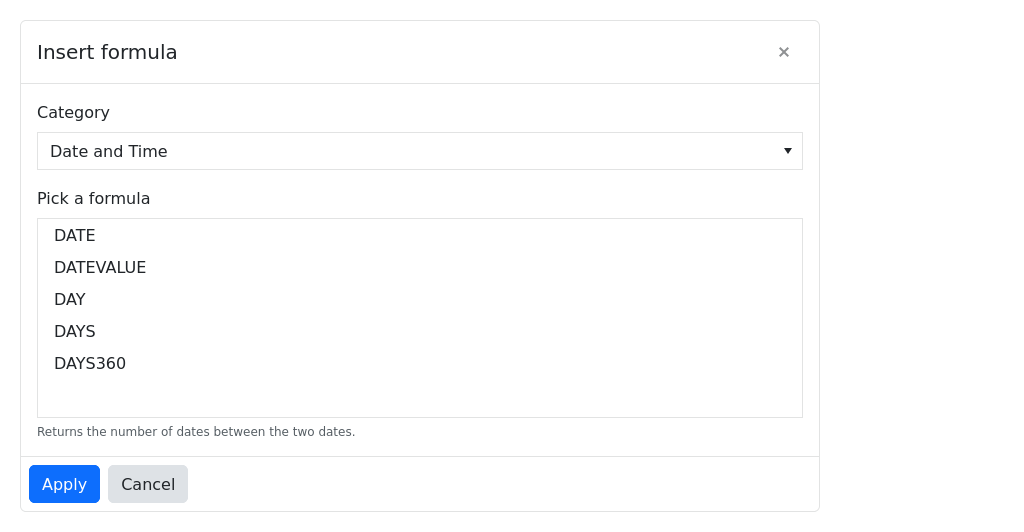 Insert formula
×
Category
Date and Time
Pick a formula
DATE
DATEVALUE
DAY
DAYS
DAYS360
Returns the number of dates between the two dates.
Apply Cancel